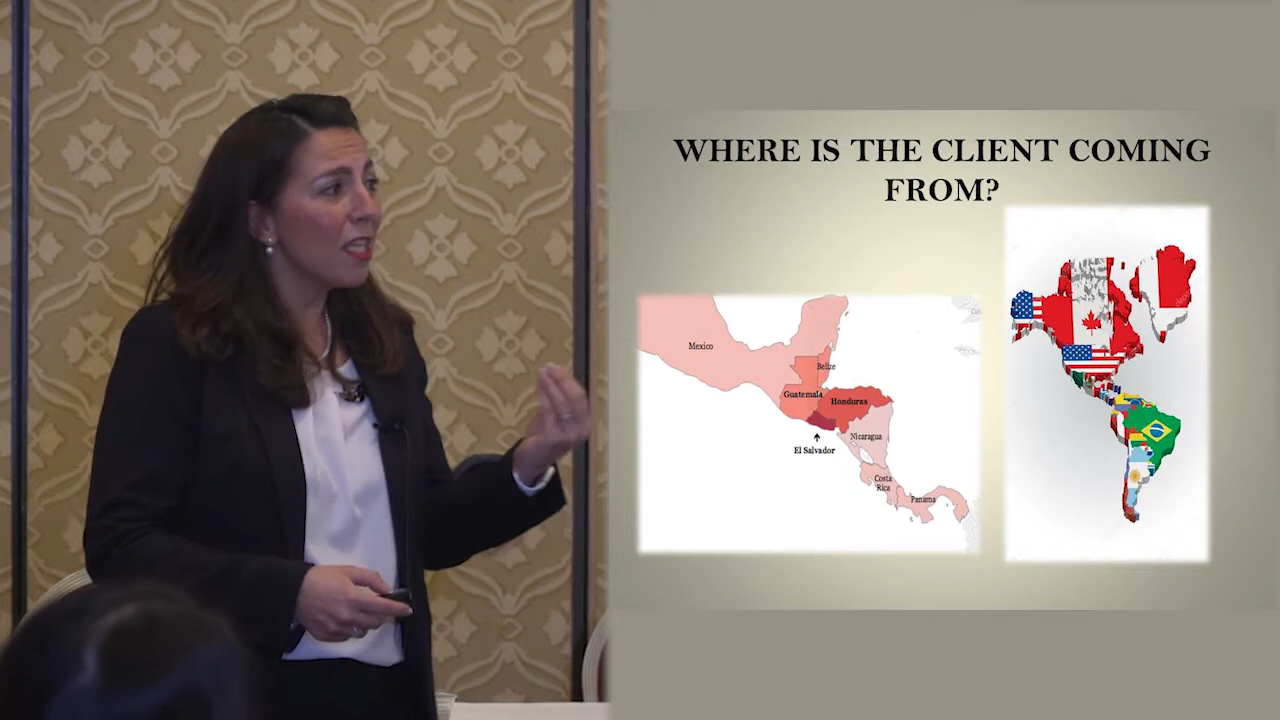 WHERE IS THE CLIENT COMING
FROM?
Mexico
Belize
Guatemala
Honduras
Nicaragua
El Salvador
Costa
Rica
Panama